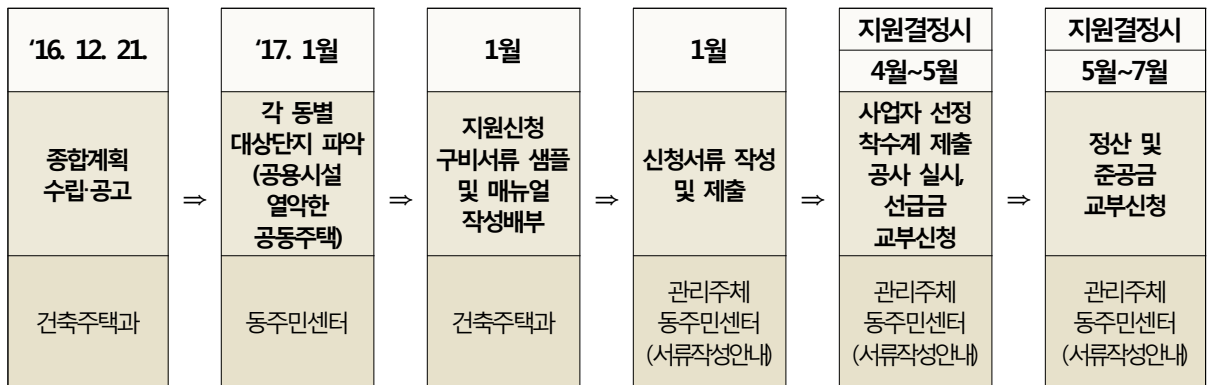 ‘16. 12. 21.
종합계획
수립·공고
건축주택과
⇒
‘17. 1월
각 동별
대상단지 파악
(공용시설
열악한
공동주택)
동주민센터
⇒
1월
지원신청
구비서류 샘플
및 매뉴얼
작성배부
건축주택과
⇒
1월
신청서류 작성
및 제출
관리주체
동주민센터
(서류작성안내)
⇒
지원결정시
4월~5월
사업자 선정
착수계 제출
공사 실시,
선급금
교부신청
관리주체
동주민센터
(서류작성안내)
⇒
지원결정시
5월~7월
정산 및
준공금
교부신청
관리주체
동주민센터
(서류작성안내)